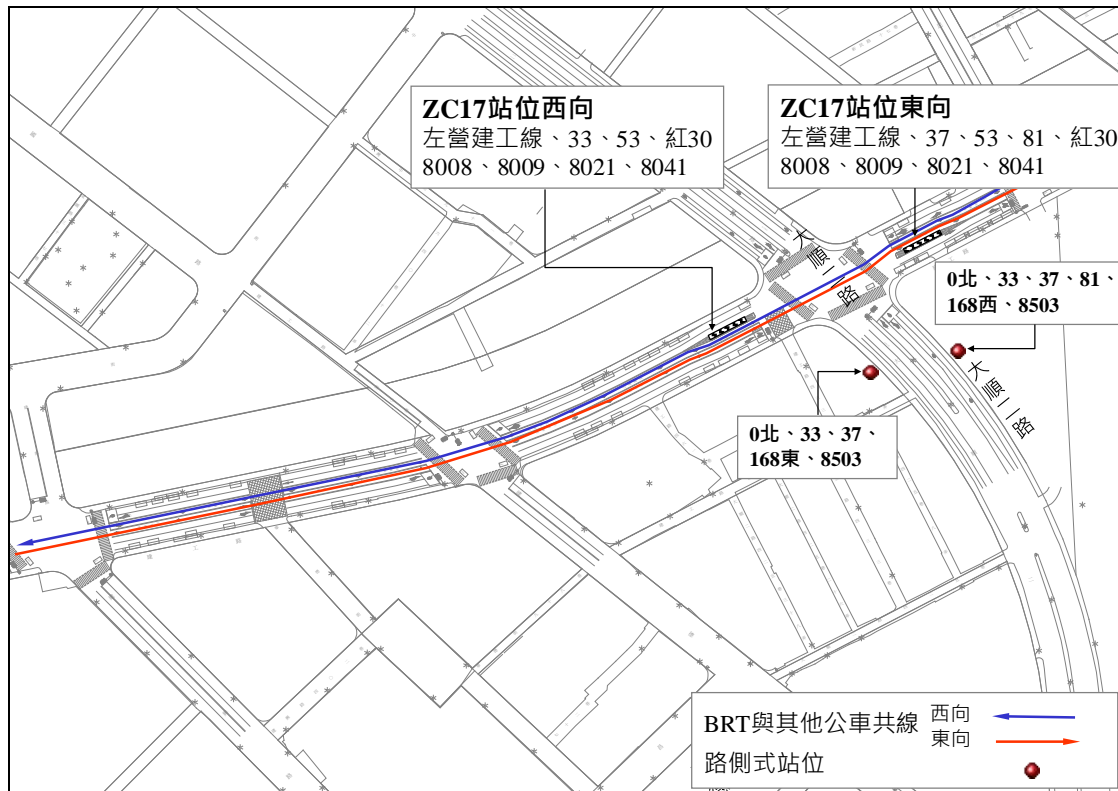 ZC17站位西向
左營建工線、33、53、紅30
8008、8009、8021、8041
ZC17站位東向
左營建工線、37、53、81、紅30
8008、8009、8021、8041
大順二路
0北、33、37、81、
168西、8503
大順二路
0北、33、37、
168東、8503
BRT與其他公車共線
西向
東向
路側式站位